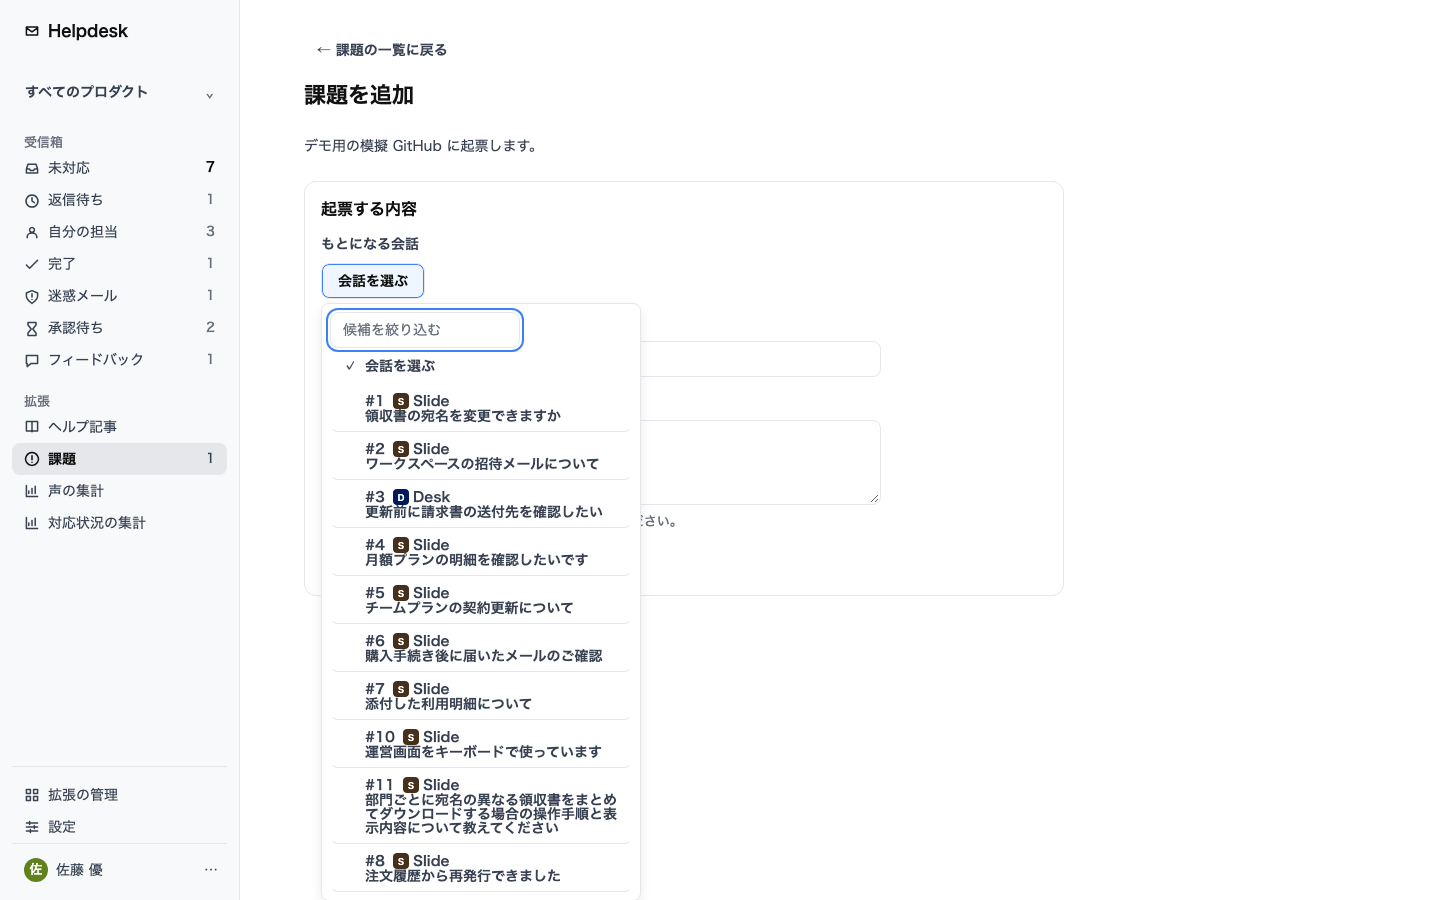 Helpdesk
すべてのプロダクト
受信箱
未対応 7
返信待ち 1
自分の担当 3
完了 1
迷惑メール 1
承認待ち 2
フィードバック 1
拡張
ヘルプ記事
課題 1
声の集計
対応状況の集計
拡張の管理
設定
佐 佐藤 優 …
← 課題の一覧に戻る
課題を追加
デモ用の模擬 GitHub に起票します。
起票する内容
もとになる会話
会話を選ぶ
候補を絞り込む
✓ 会話を選ぶ
#1 S Slide
領収書の宛名を変更できますか
#2 S Slide
ワークスペースの招待メールについて
#3 D Desk
更新前に請求書の送付先を確認したい
#4 S Slide
月額プランの明細を確認したいです
#5 S Slide
チームプランの契約更新について
#6 S Slide
購入手続き後に届いたメールのご確認
#7 S Slide
添付した利用明細について
#10 S Slide
運営画面をキーボードで使っています
#11 S Slide
部門ごとに宛名の異なる領収書をまとめ
てダウンロードする場合の操作手順と表
示内容について教えてください
#8 S Slide
注文履歴から再発行できました
ださい。